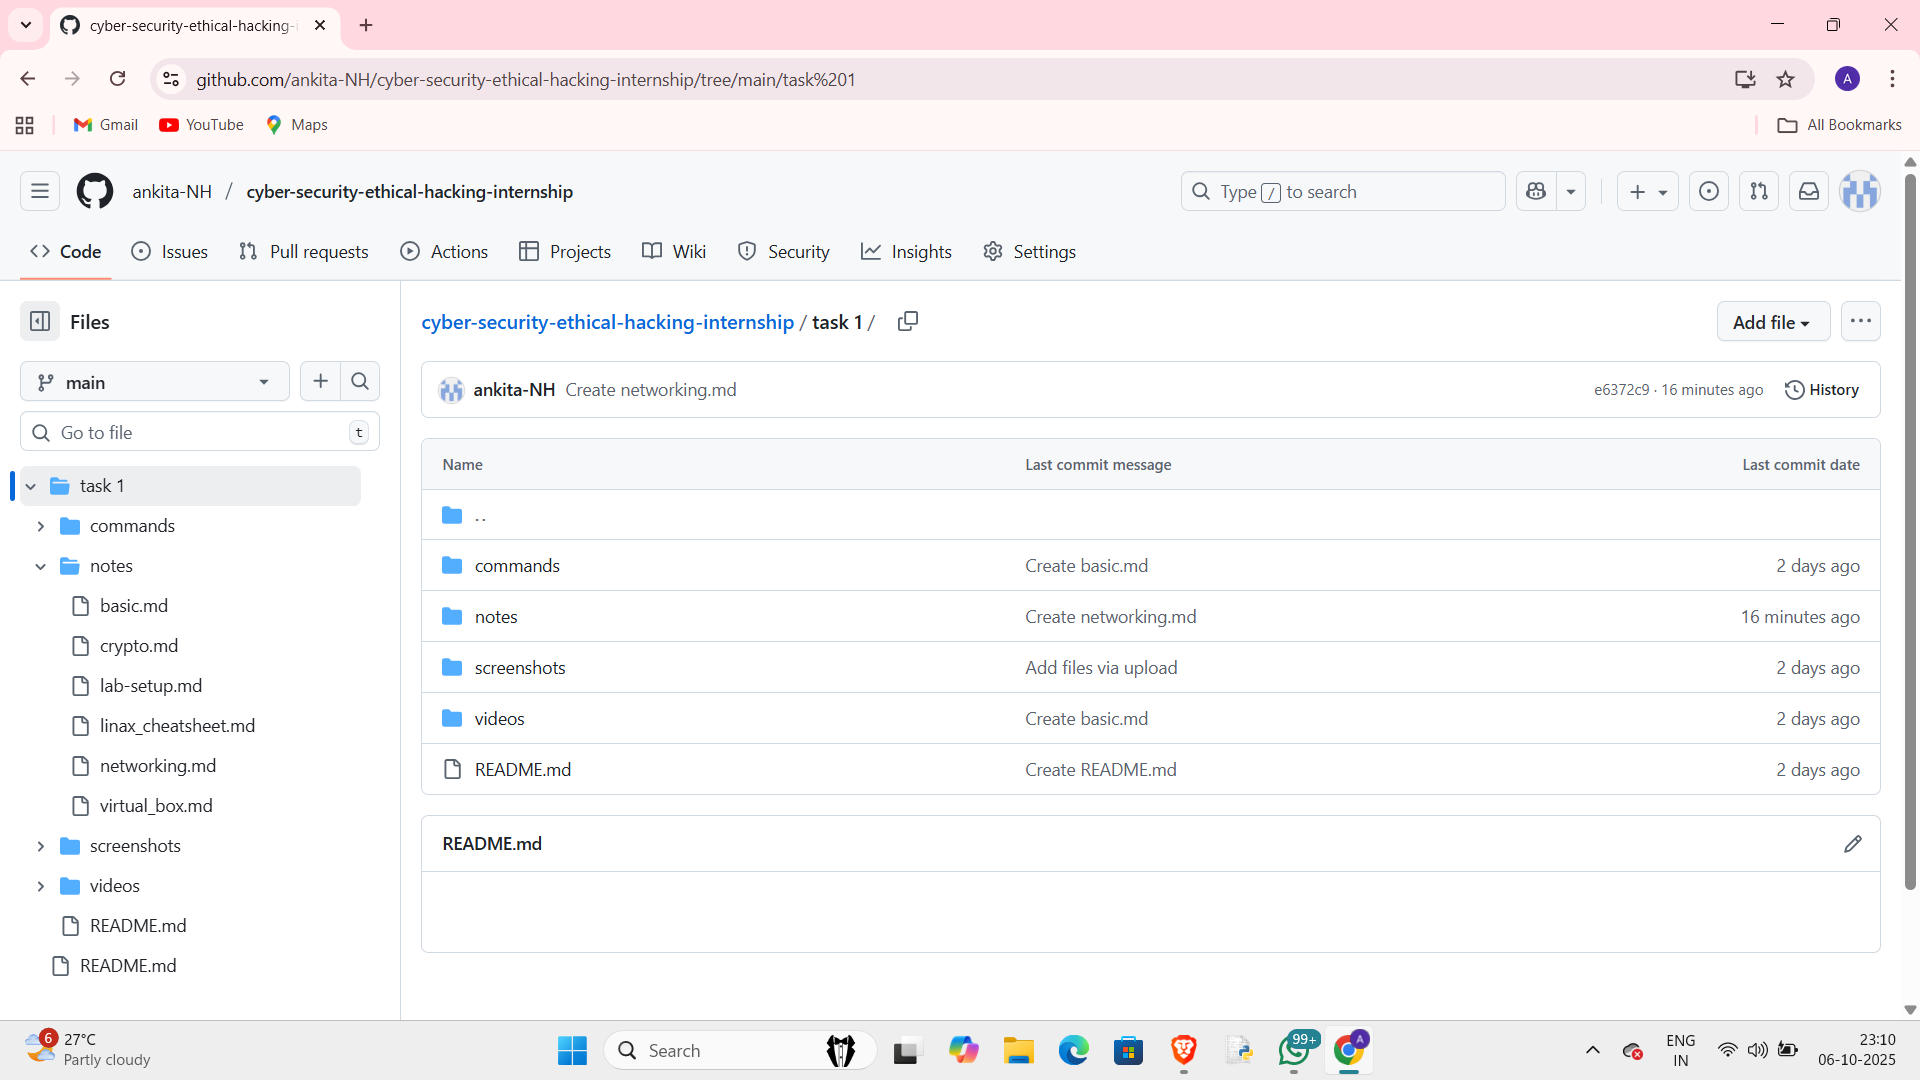 cyber-security-ethical-hacking-i
github.com/ankita-NH/cyber-security-ethical-hacking-internship/tree/main/task%201
A
Gmail
YouTube
Maps
All Bookmarks
ankita-NH / cyber-security-ethical-hacking-internship
Type / to search
Code
Issues
Pull requests
Actions
Projects
Wiki
Security
Insights
Settings
Files
main
Go to file
t
task 1
commands
notes
basic.md
crypto.md
lab-setup.md
linax_cheatsheet.md
networking.md
virtual_box.md
screenshots
videos
README.md
README.md
cyber-security-ethical-hacking-internship / task 1 /
Add file
ankita-NH Create networking.md
e6372c9 · 16 minutes ago
History
Name Last commit message Last commit date
..
commands Create basic.md 2 days ago
notes Create networking.md 16 minutes ago
screenshots Add files via upload 2 days ago
videos Create basic.md 2 days ago
README.md Create README.md 2 days ago
README.md
6
27°C
Partly cloudy
Search
99+
A
ENG
IN
23:10
06-10-2025